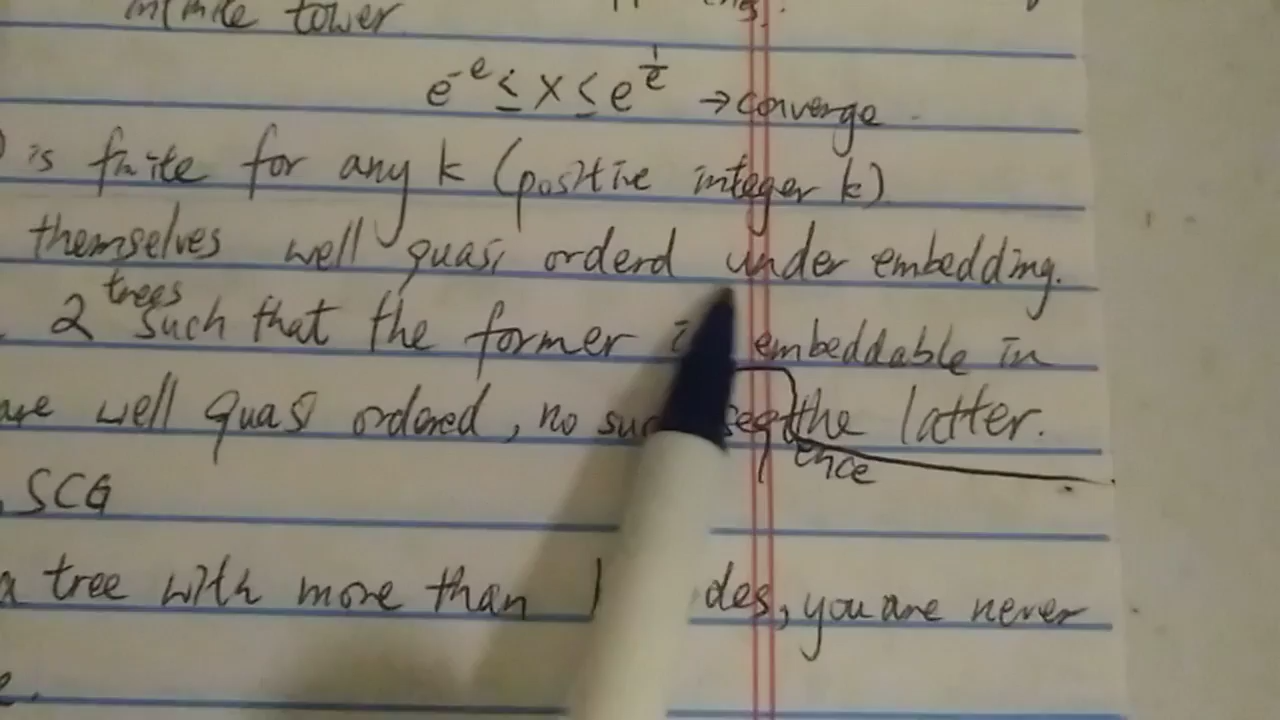 infinite tower
e^-e ≤ x ≤ e^1/e → converge
) is finite for any k (positive integer k)
themselves well quasi orderd under embedding.
2 trees such that the former embeddable in
are well quasi ordered, no the latter.
ence
SCG
a tree with more than des, you are never